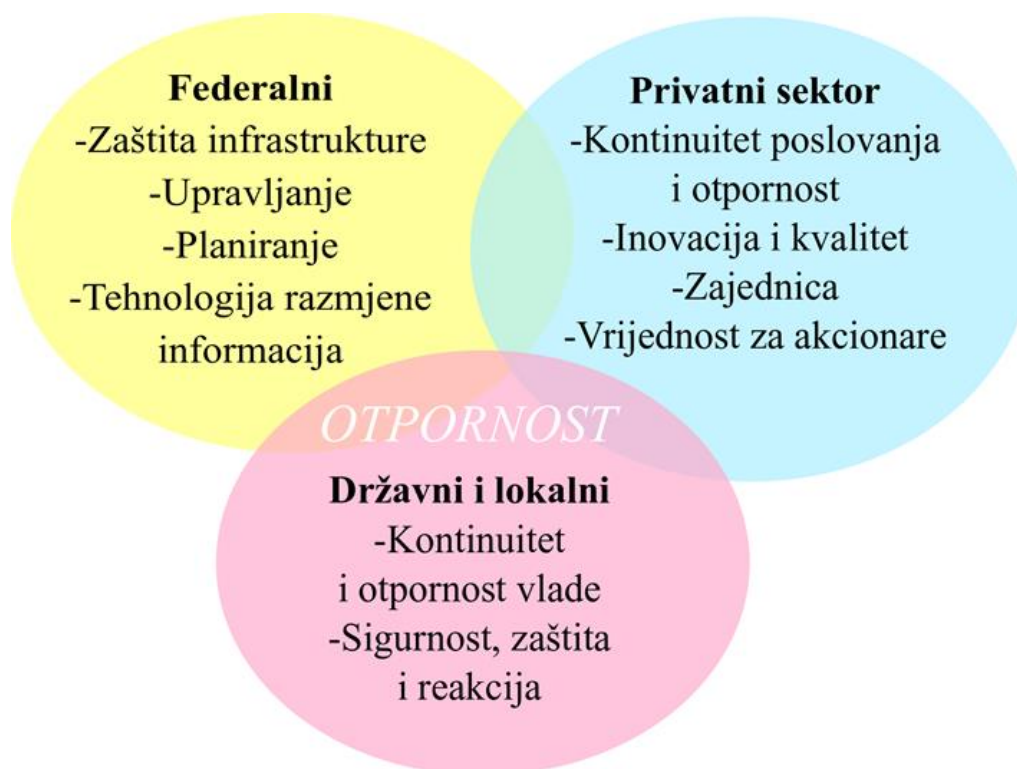 Federalni
-Zaštita infrastrukture
-Upravljanje
-Planiranje
-Tehnologija razmjene
informacija
Privatni sektor
-Kontinuitet poslovanja
i otpornost
-Inovacija i kvalitet
-Zajednica
-Vrijednost za akcionare
OTPORNOST
Državni i lokalni
-Kontinuitet
i otpornost vlade
-Sigurnost, zaštita
i reakcija